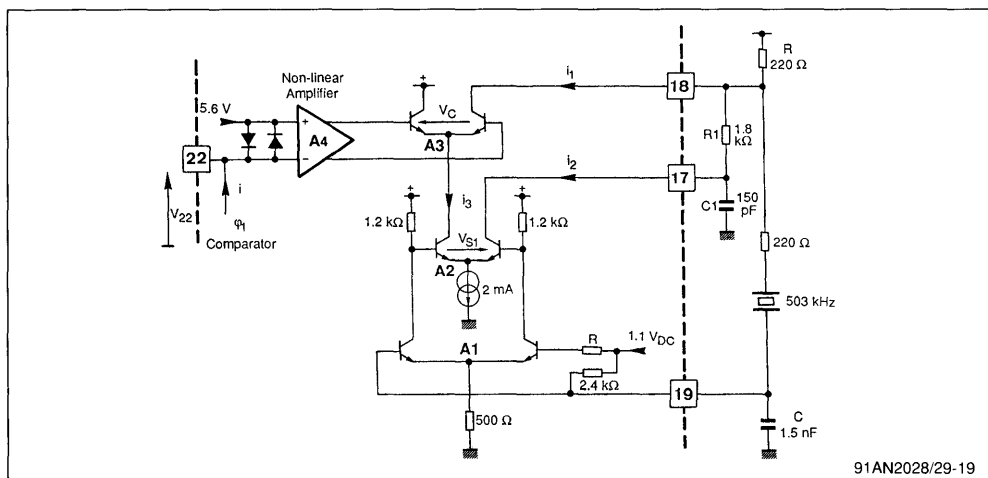 Non-linear
Amplifier
5.6 V
+
−
A4
22
V22
i
φ1
Comparator
+
VC
A3
i1
18
R
220 Ω
R1
1.8
kΩ
i2
17
C1
150
pF
i3
+
1.2 kΩ
+
1.2 kΩ
VS1
A2
2 mA
220 Ω
503 kHz
A1
R
1.1 VDC
2.4 kΩ
19
500 Ω
C
1.5 nF
91AN2028/29-19